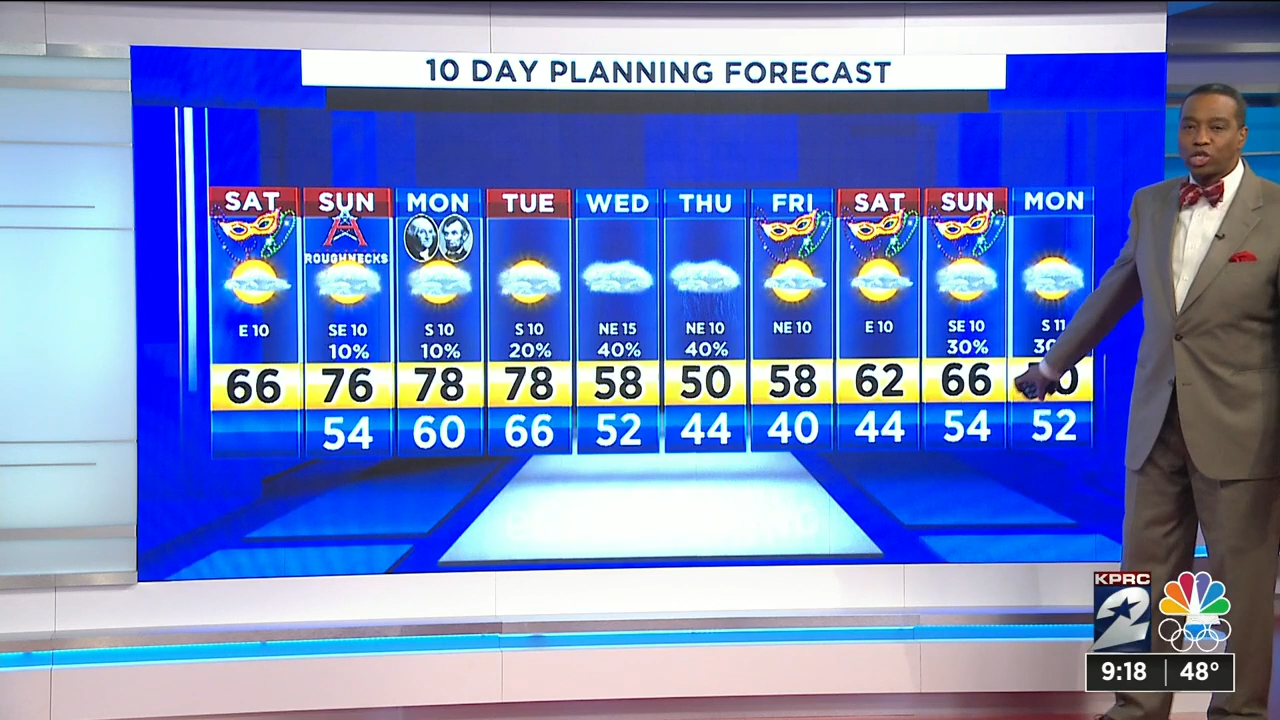 10 DAY PLANNING FORECAST
SAT SUN MON TUE WED THU FRI SAT SUN MON
ROUGHNECKS
E 10 SE 10 S 10 S 10 NE 15 NE 10 NE 10 E 10 SE 10 S 11
10% 10% 20% 40% 40% 30%
66 76 78 78 58 50 58 62 66
54 60 66 52 44 40 44 54 52
KPRC
2
9:18 48°